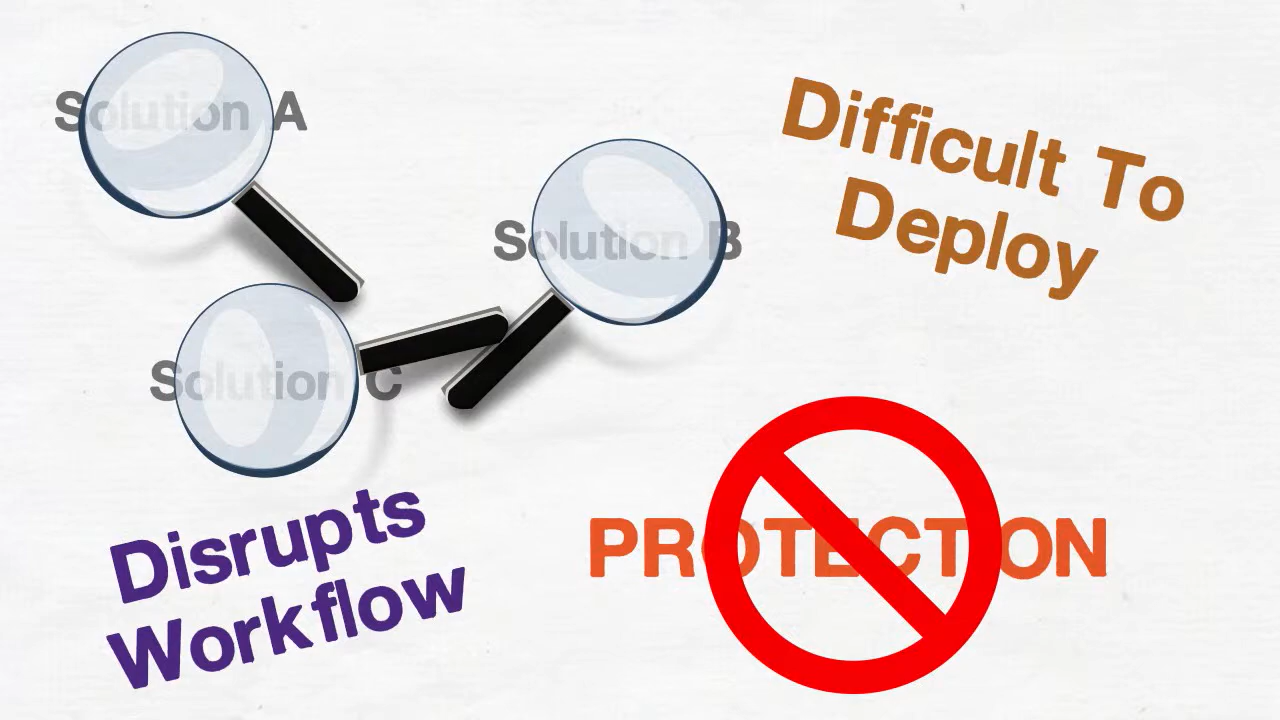 Solution A
Difficult To
Deploy
Solution B
Solution C
Disrupts
Workflow
PROTECTION